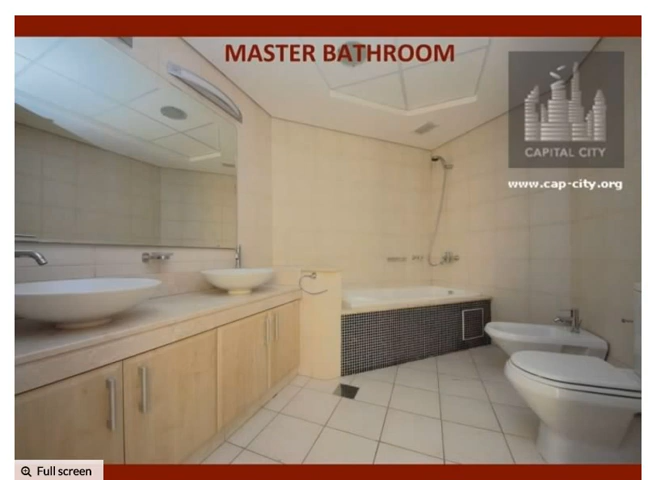 MASTER BATHROOM
CAPITAL CITY
www.cap-city.org
Full screen